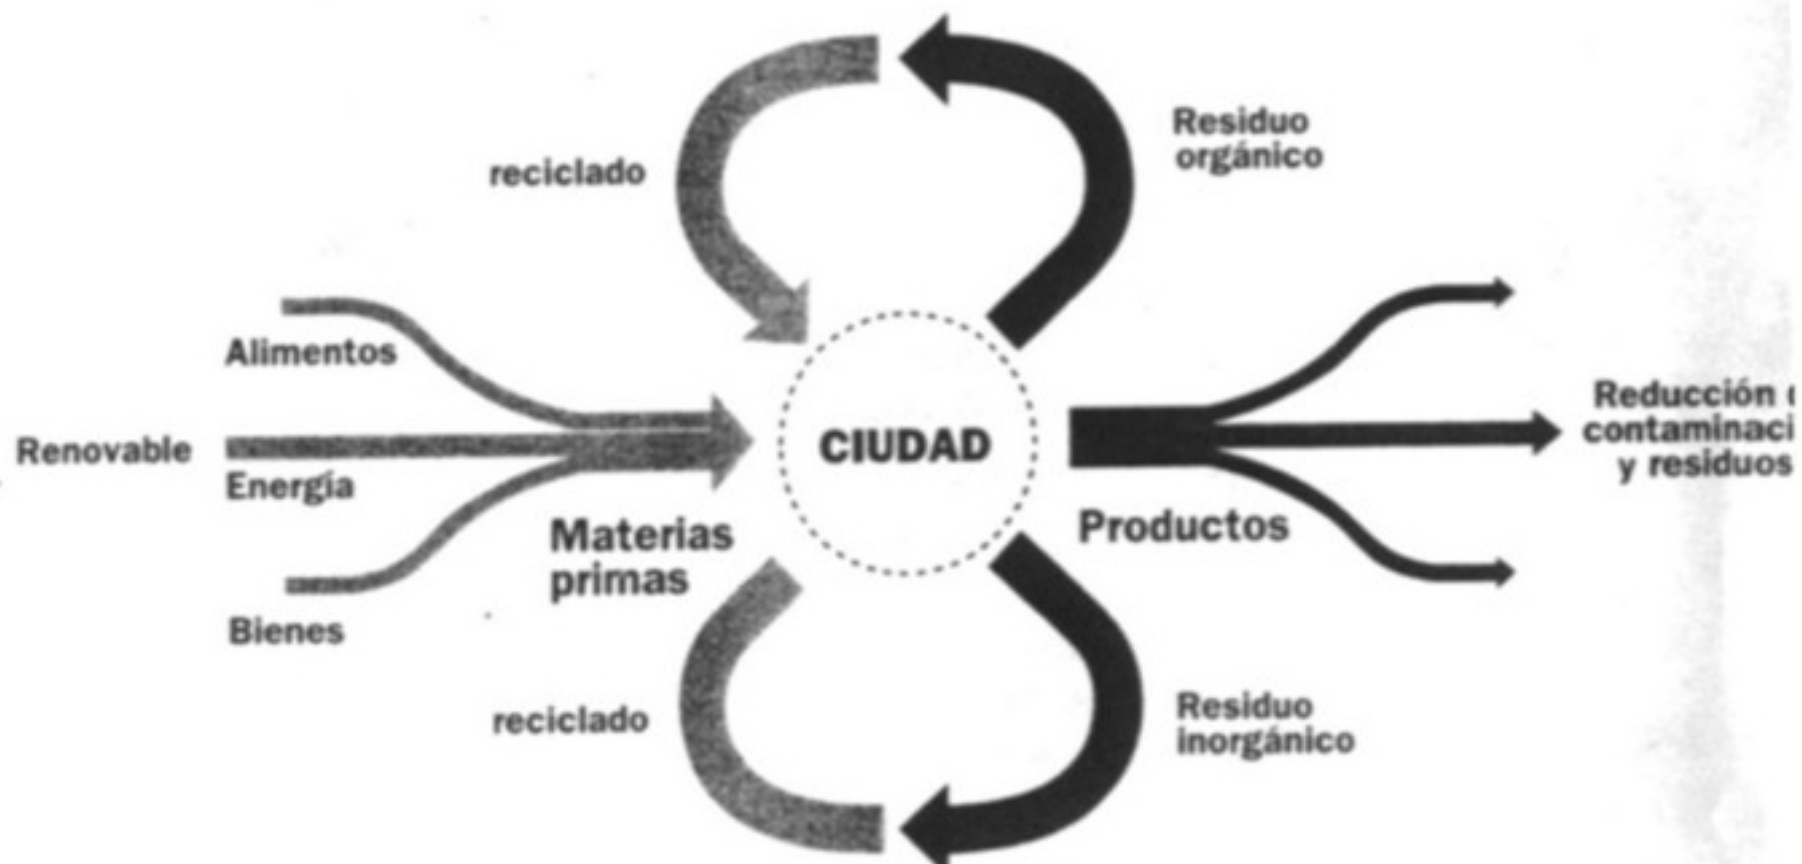 Residuo
orgánico
reciclado
Alimentos
Renovable
Energía
Bienes
CIUDAD
Materias
primas
Productos
Reducción
y residuos
reciclado
Residuo
inorgánico